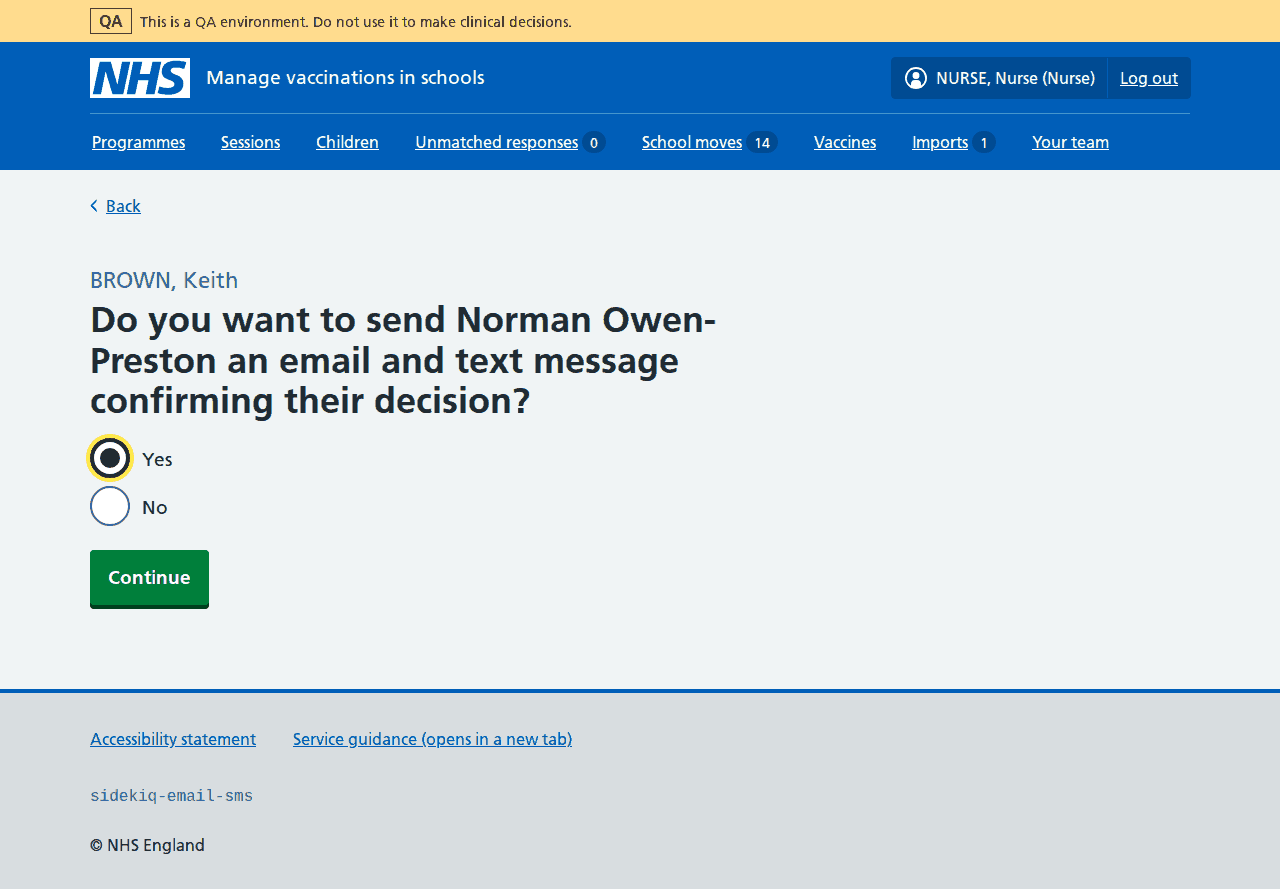 QA This is a QA environment. Do not use it to make clinical decisions.
NHS Manage vaccinations in schools NURSE, Nurse (Nurse) Log out
Programmes Sessions Children Unmatched responses 0 School moves 14 Vaccines Imports 1 Your team
Back
BROWN, Keith
Do you want to send Norman Owen-
Preston an email and text message
confirming their decision?
Yes
No
Continue
Accessibility statement Service guidance (opens in a new tab)
sidekiq-email-sms
© NHS England